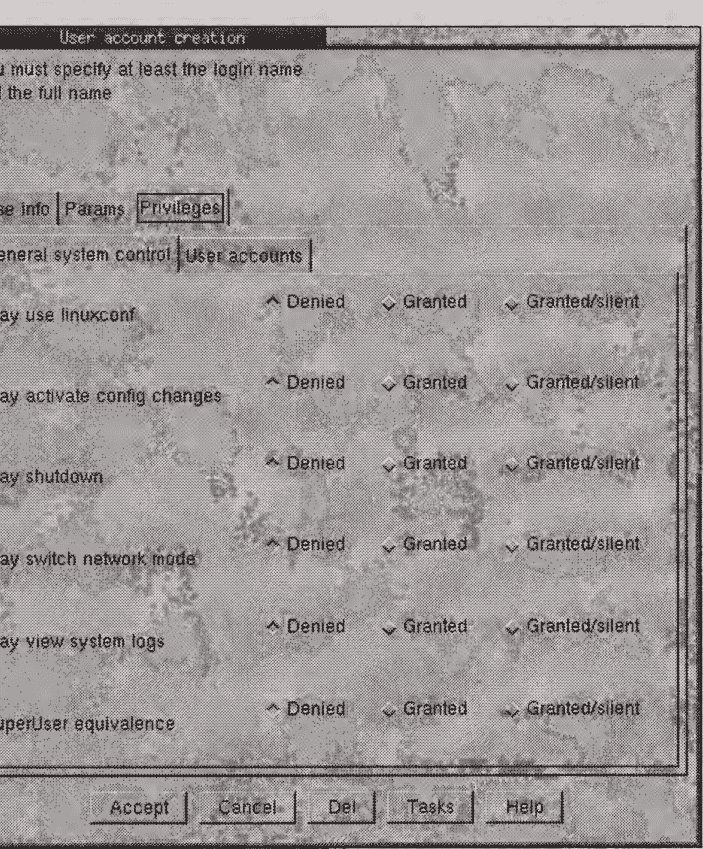 User account creation
u must specify at least the login name
l the full name
se info Params Privileges
eneral system control User accounts
ay use linuxconf Denied Granted Granted/silent
ay activate config changes Denied Granted Granted/silent
ay shutdown Denied Granted Granted/silent
ay switch network mode Denied Granted Granted/silent
ay view system logs Denied Granted Granted/silent
uperUser equivalence Denied Granted Granted/silent
Accept Cancel Del Tasks Help